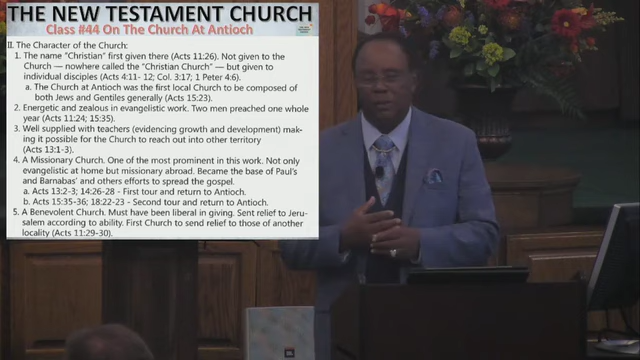 THE NEW TESTAMENT CHURCH
Class #44 On The Church At Antioch
II. The Character of the Church:
1. The name "Christian" first given there (Acts 11:26). Not given to the
Church — nowhere called the "Christian Church" — but given to
individual disciples (Acts 4:11- 12; Col. 3:17; 1 Peter 4:6).
a. The Church at Antioch was the first local Church to be composed of
both Jews and Gentiles generally (Acts 15:23).
2. Energetic and zealous in evangelistic work. Two men preached one whole
year (Acts 11:24; 15:35).
3. Well supplied with teachers (evidencing growth and development) mak-
ing it possible for the Church to reach out into other territory
(Acts 13:1-3).
4. A Missionary Church. One of the most prominent in this work. Not only
evangelistic at home but missionary abroad. Became the base of Paul's
and Barnabas' and others efforts to spread the gospel.
a. Acts 13:2-3; 14:26-28 - First tour and return to Antioch.
b. Acts 15:35-36; 18:22-23 - Second tour and return to Antioch.
5. A Benevolent Church. Must have been liberal in giving. Sent relief to Jeru-
salem according to ability. First Church to send relief to those of another
locality (Acts 11:29-30).